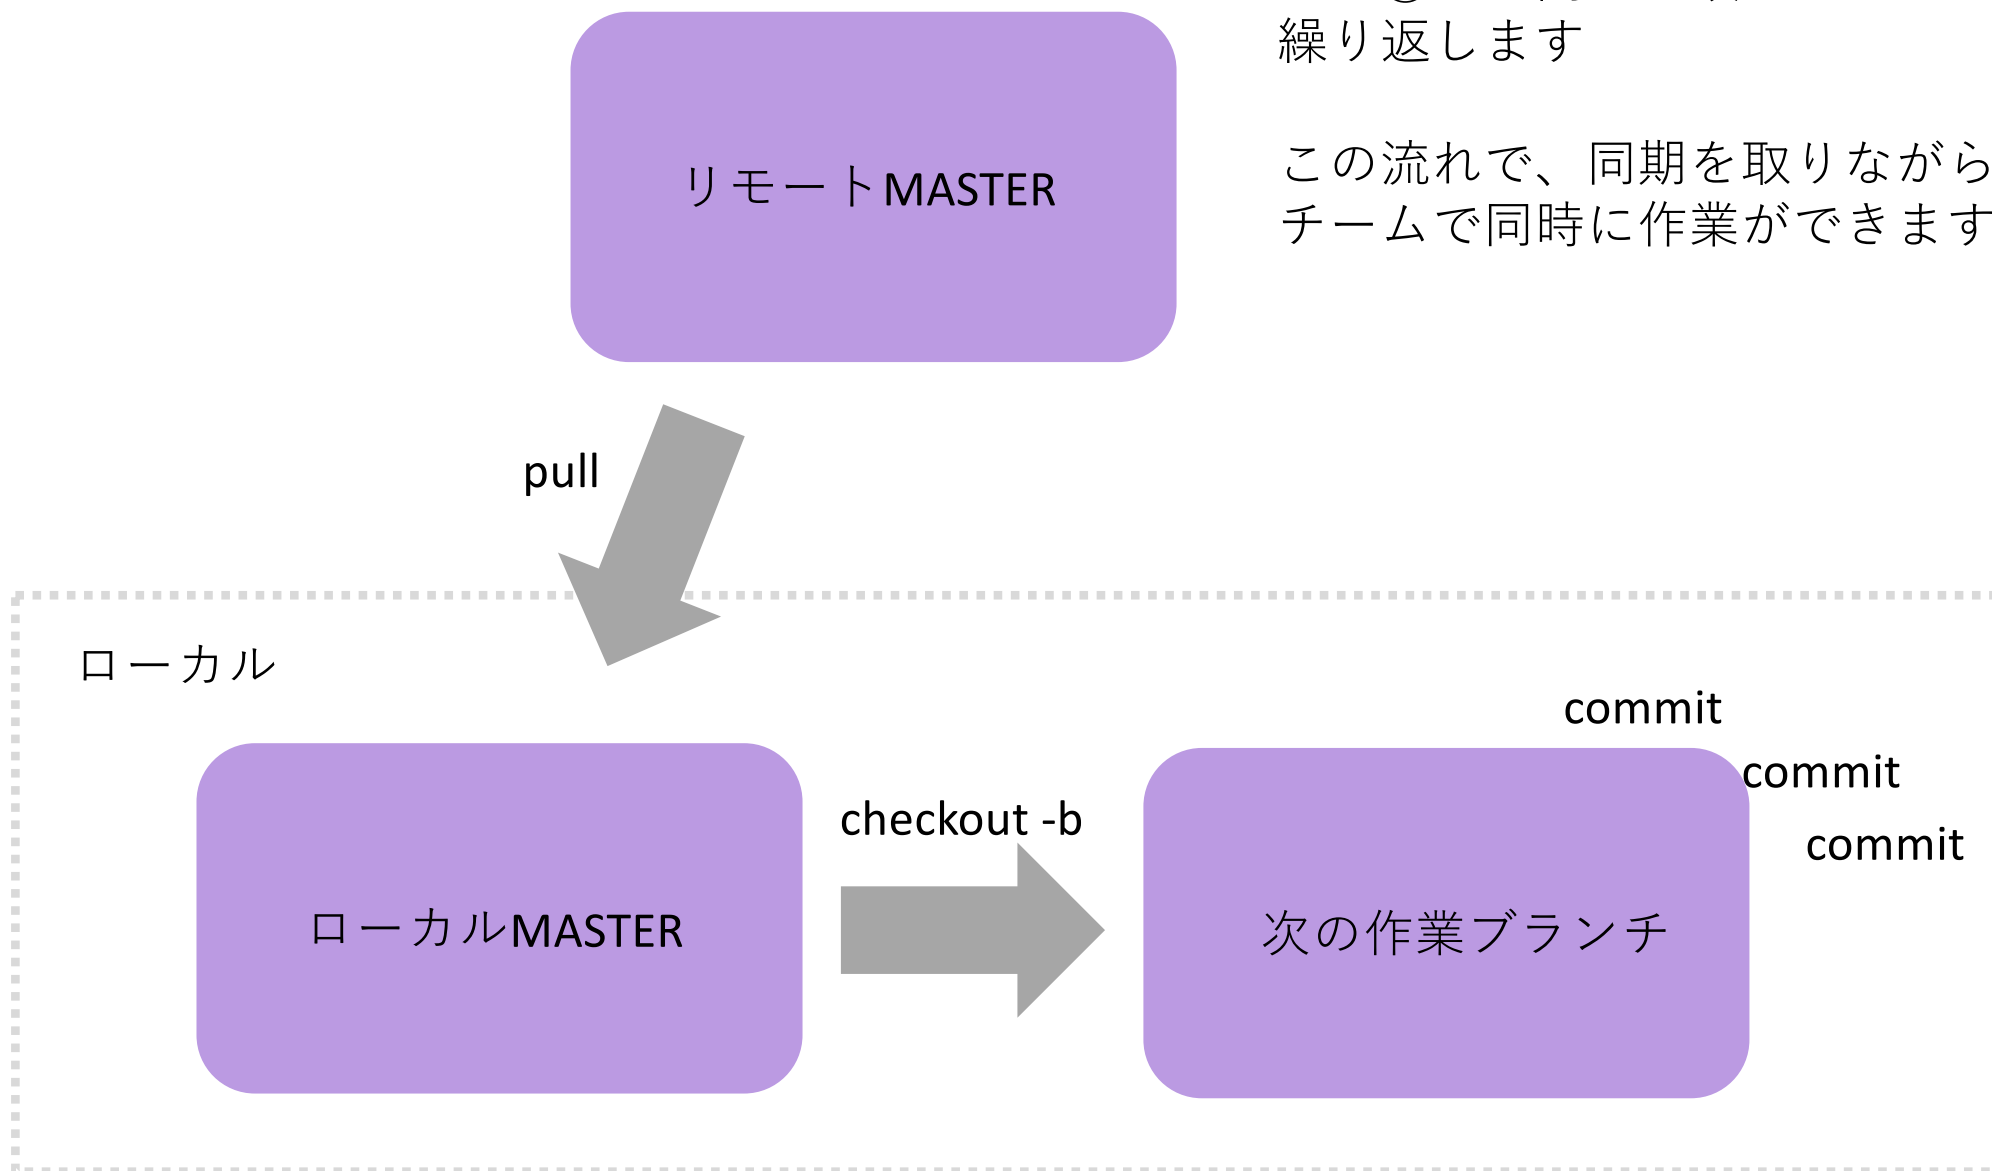 繰り返します
この流れで、同期を取りながら
チームで同時に作業ができます
リモートMASTER
pull
ローカル
commit
commit
commit
checkout -b
ローカルMASTER
次の作業ブランチ